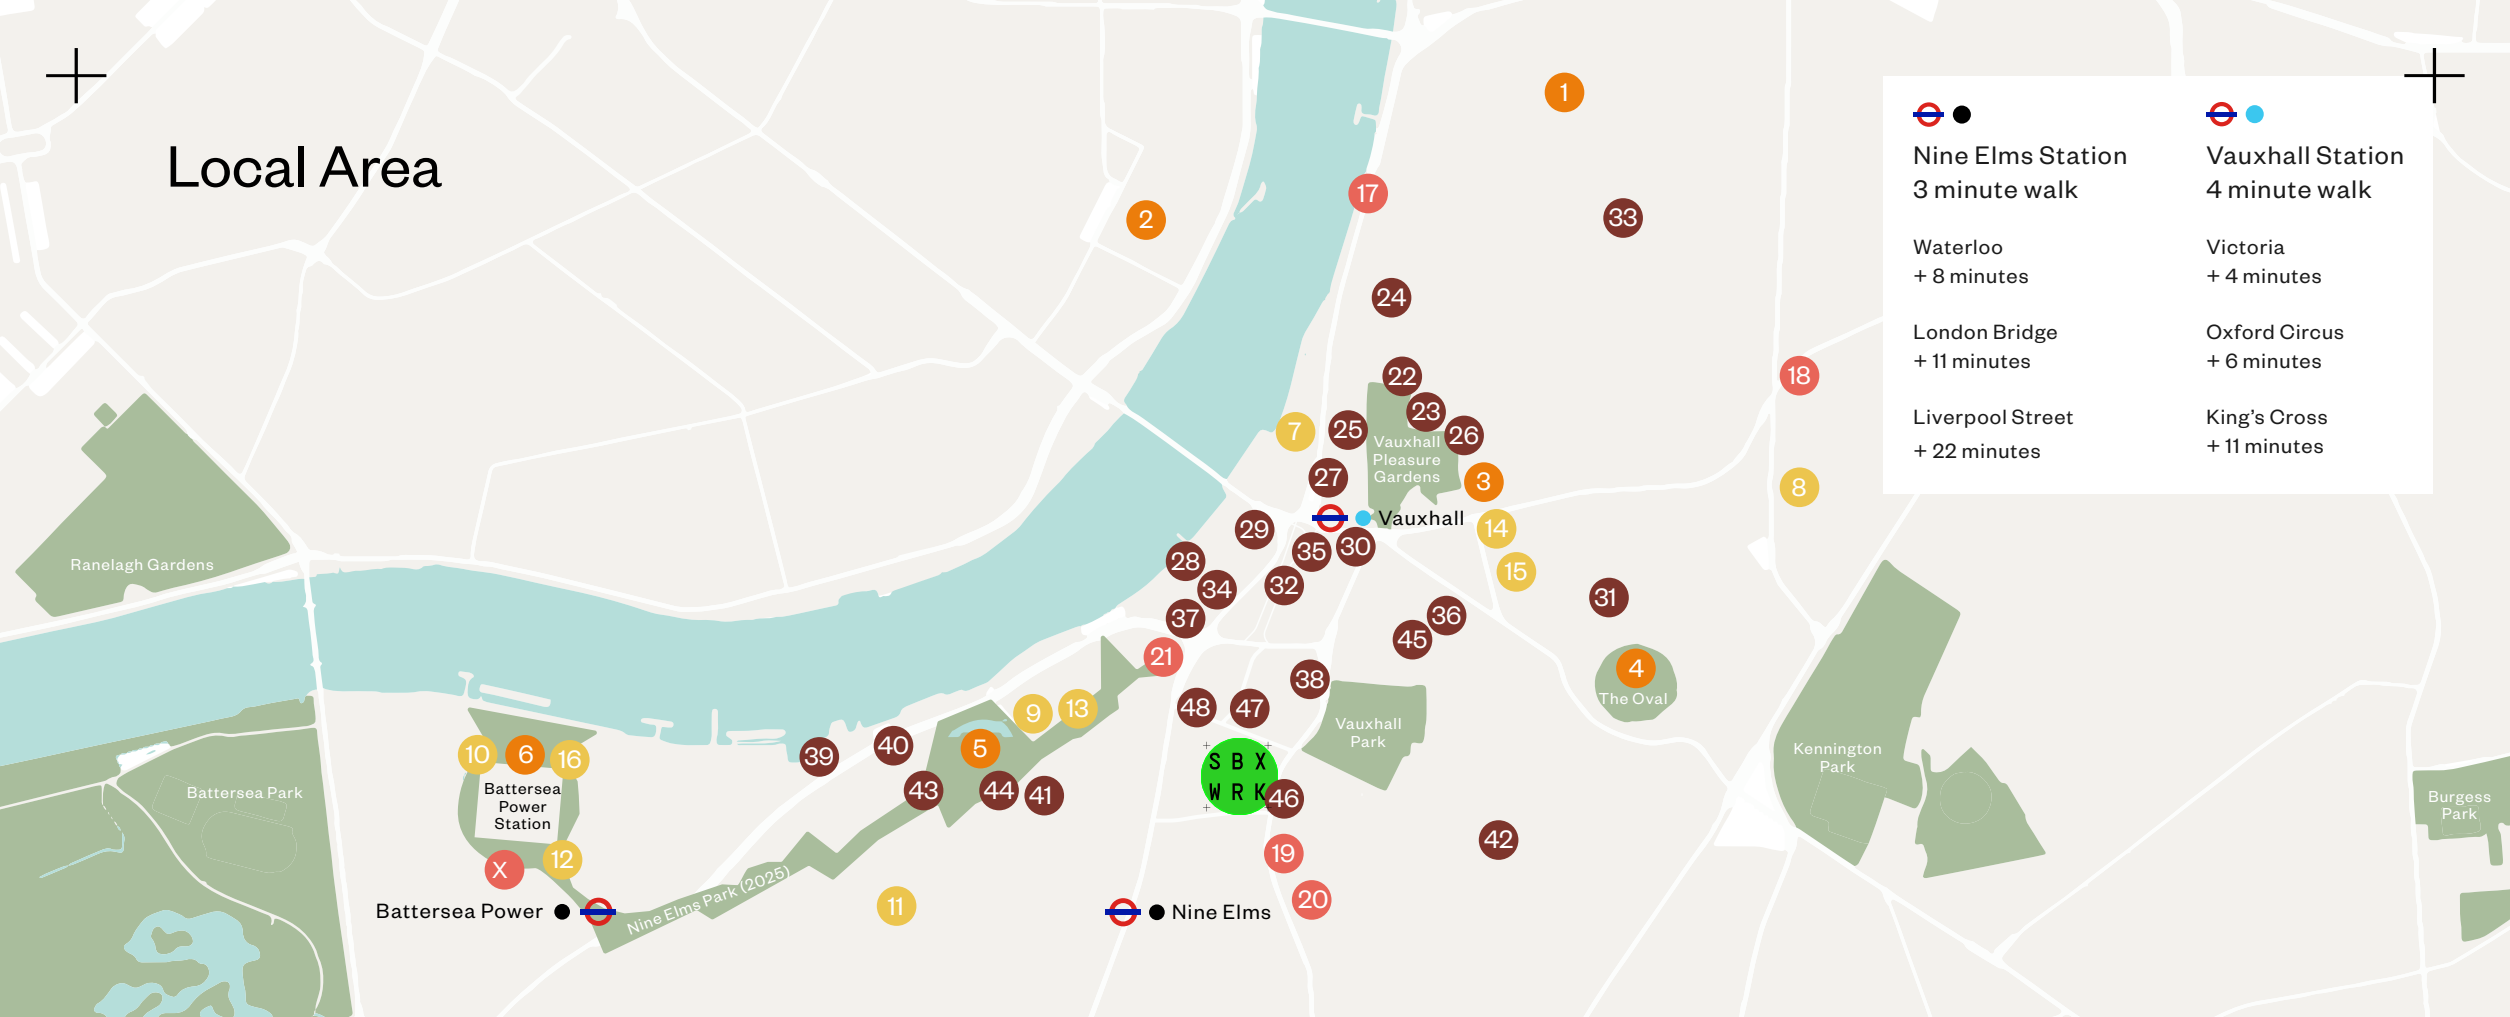 Local Area
Nine Elms Station
3 minute walk
Waterloo
+ 8 minutes
London Bridge
+ 11 minutes
Liverpool Street
+ 22 minutes
Vauxhall Station
4 minute walk
Victoria
+ 4 minutes
Oxford Circus
+ 6 minutes
King's Cross
+ 11 minutes
1
2
17
33
24
22
18
23
25
7
26
Vauxhall
Pleasure
Gardens
27
3
8
Vauxhall
29
14
35
30
28
Ranelagh Gardens
15
32
34
31
37
36
45
21
4
The Oval
38
48
47
9
13
Vauxhall
Park
40
5
39
10
6
16
Kennington
Park
S B X
W R K
46
Battersea
Power
Station
Battersea Park
43
44
41
Burgess
Park
42
19
X
12
Nine Elms Park (2025)
20
11
Battersea Power
Nine Elms